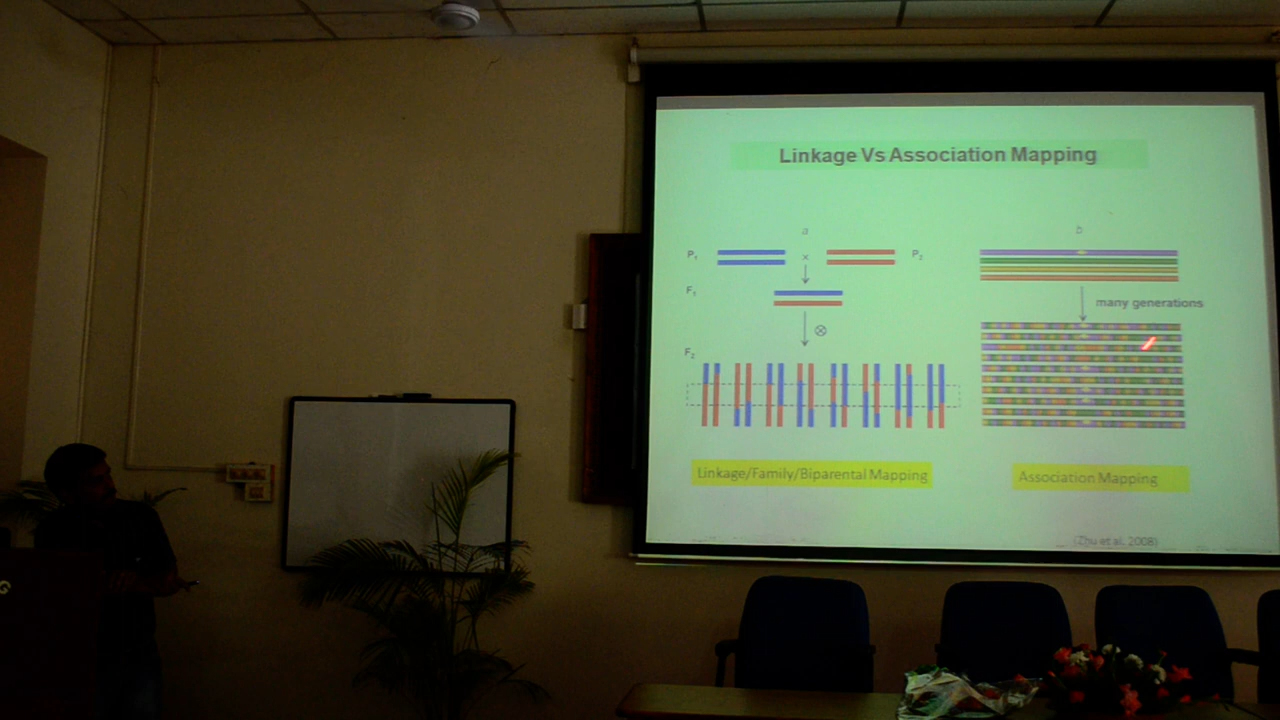 Linkage Vs Association Mapping
a
P₁
×
P₂
F₁
⊗
F₂
Linkage/Family/Biparental Mapping
b
many generations
Association Mapping
(Zhu et al. 2008)